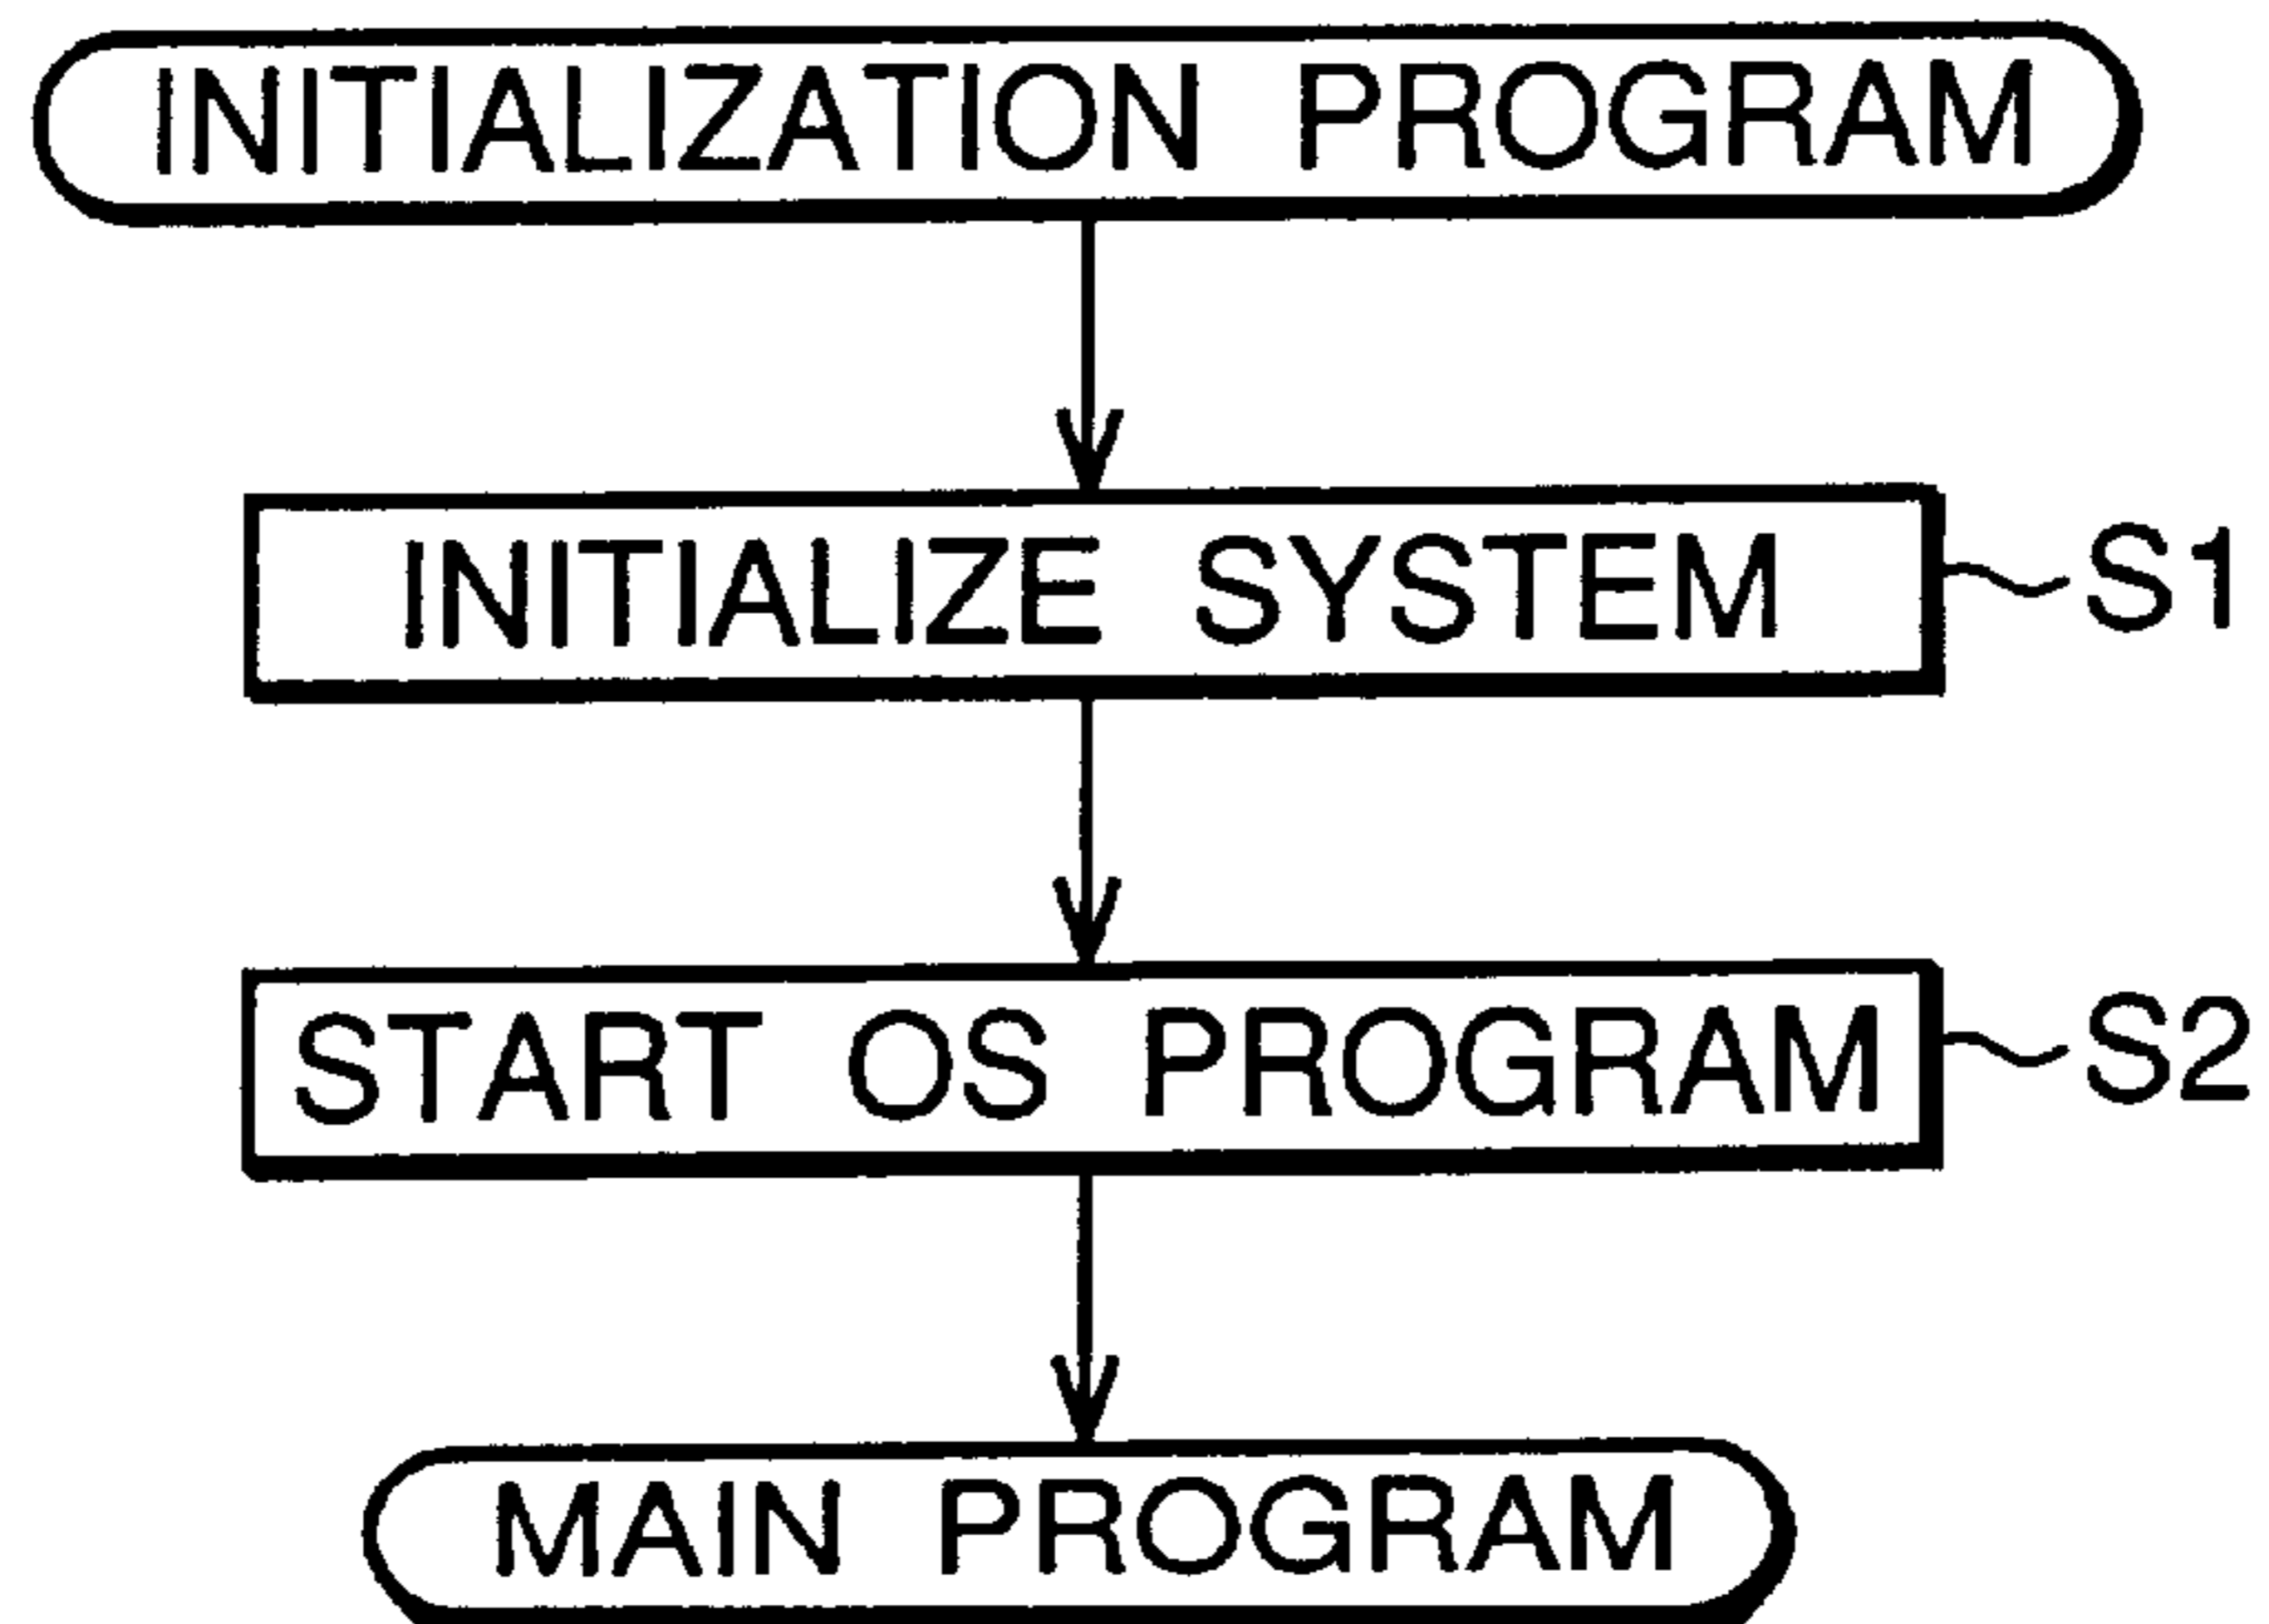 INITIALIZATION PROGRAM
INITIALIZE SYSTEM
S1
START OS PROGRAM
S2
MAIN PROGRAM